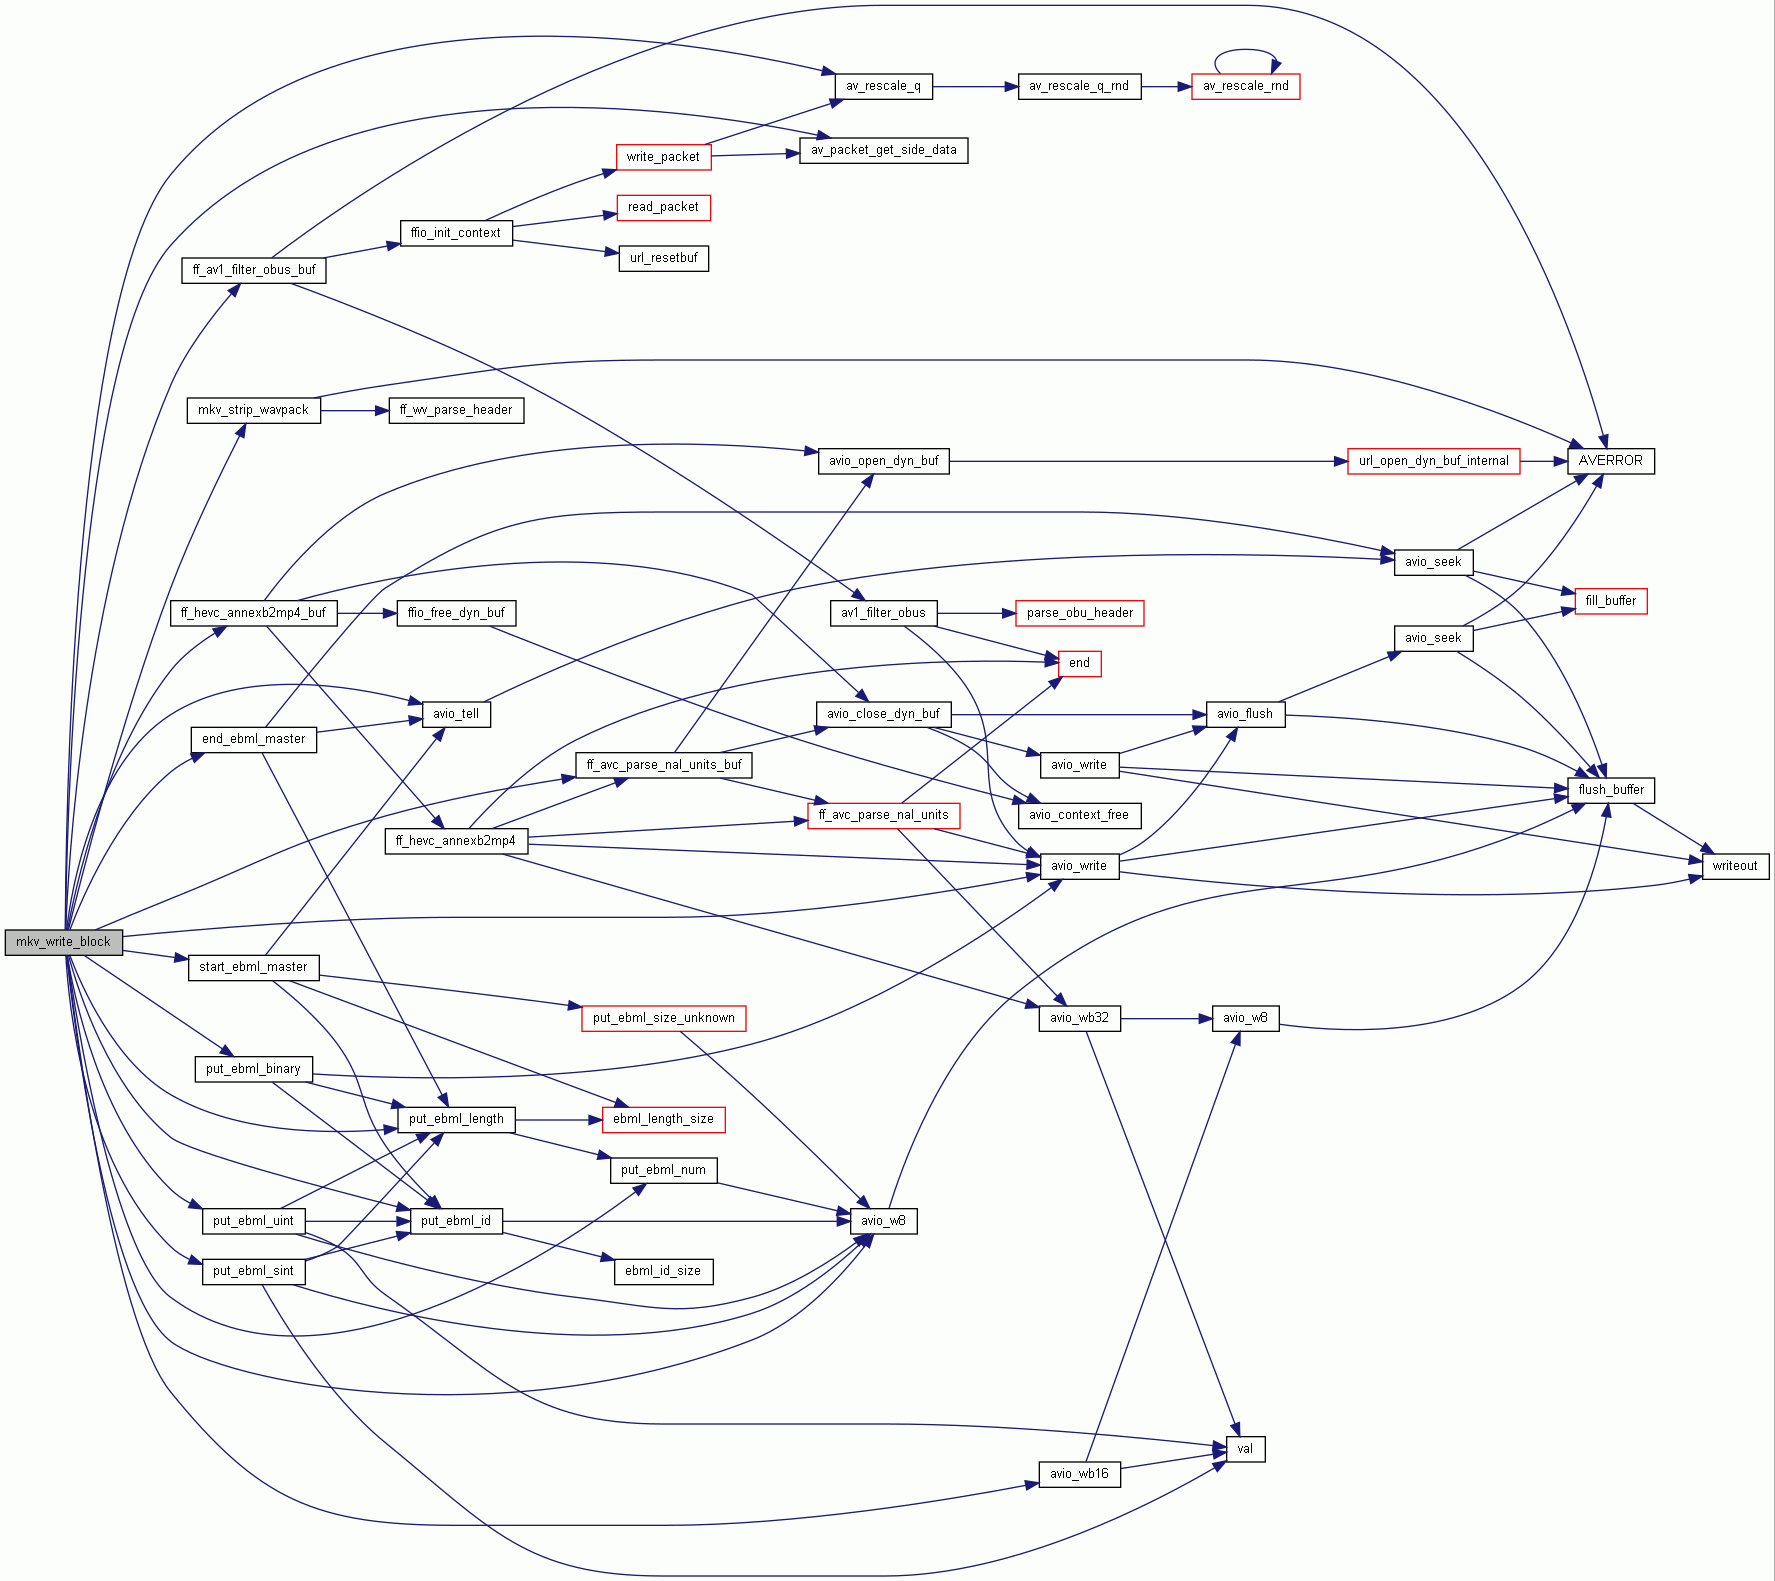 av_rescale_q
av_rescale_q_rnd
av_rescale_rnd
write_packet
av_packet_get_side_data
read_packet
ffio_init_context
url_resetbuf
ff_av1_filter_obus_buf
mkv_strip_wavpack
ff_wv_parse_header
avio_open_dyn_buf
url_open_dyn_buf_internal
AVERROR
avio_seek
fill_buffer
ff_hevc_annexb2mp4_buf
ffio_free_dyn_buf
av1_filter_obus
parse_obu_header
avio_seek
end
avio_tell
avio_close_dyn_buf
avio_flush
end_ebml_master
ff_avc_parse_nal_units_buf
avio_write
flush_buffer
ff_avc_parse_nal_units
avio_context_free
ff_hevc_annexb2mp4
avio_write
writeout
mkv_write_block
start_ebml_master
put_ebml_size_unknown
avio_wb32
avio_w8
put_ebml_binary
put_ebml_length
ebml_length_size
put_ebml_num
put_ebml_uint
put_ebml_id
avio_w8
put_ebml_sint
ebml_id_size
val
avio_wb16